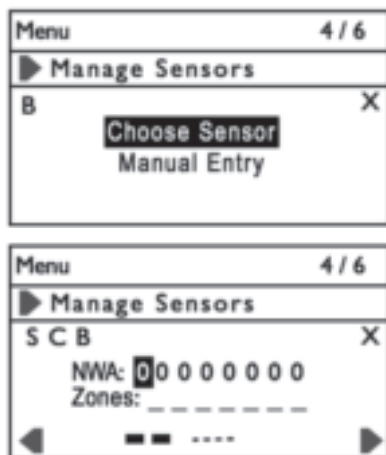 Menu 4 / 6
Manage Sensors
B X
Choose Sensor
Manual Entry
Menu 4 / 6
Manage Sensors
S C B X
NWA: 0 0 0 0 0 0 0 0
Zones: _ _ _ _ _ _ _ _